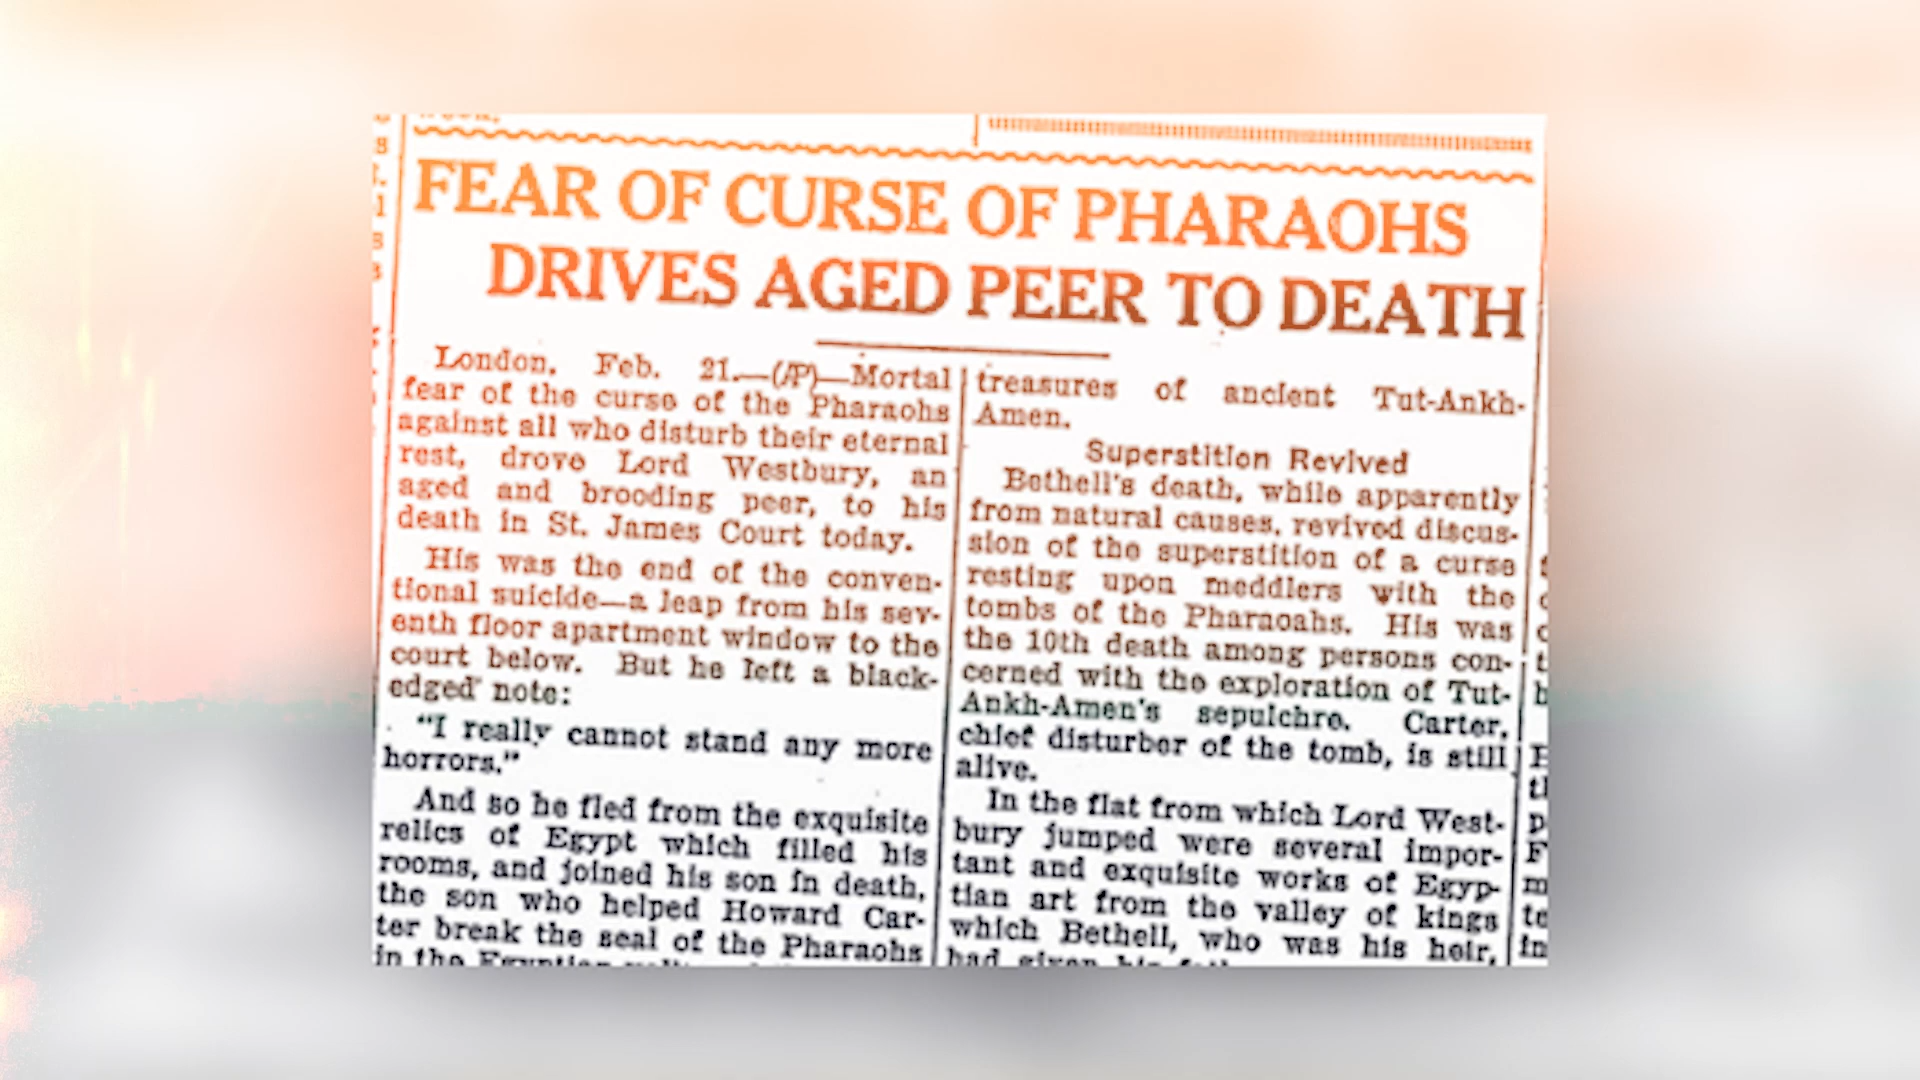 FEAR OF CURSE OF PHARAOHS
DRIVES AGED PEER TO DEATH
London, Feb. 21.—(AP)—Mortal
fear of the curse of the Pharaohs
against all who disturb their eternal
rest, drove Lord Westbury, an
aged and brooding peer, to his
death in St. James Court today.
His was the end of the conven-
tional suicide—a leap from his sev-
enth floor apartment window to the
court below. But he left a black-
edged note:
"I really cannot stand any more
horrors."
And so he fled from the exquisite
relics of Egypt which filled his
rooms, and joined his son in death,
the son who helped Howard Car-
ter break the seal of the Pharaohs
in the Egyptian
treasures of ancient Tut-Ankh-
Amen.
Superstition Revived
Bethell's death, while apparently
from natural causes, revived discus-
sion of the superstition of a curse
resting upon meddlers with the
tombs of the Pharaoahs. His was
the 10th death among persons con-
cerned with the exploration of Tut-
Ankh-Amen's sepulchre. Carter,
chief disturber of the tomb, is still
alive.
In the flat from which Lord West-
bury jumped were several impor-
tant and exquisite works of Egyp-
tian art from the valley of kings
which Bethell, who was his heir,
had given his